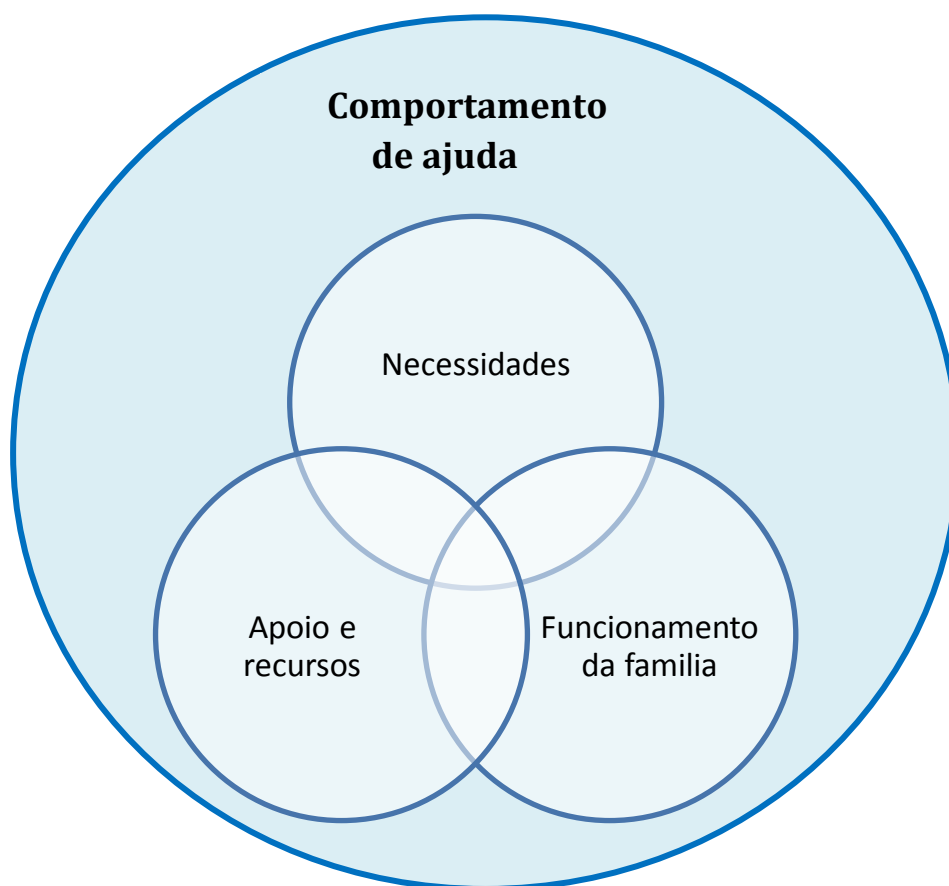 Comportamento
de ajuda
Necessidades
Apoio e
recursos
Funcionamento
da familia